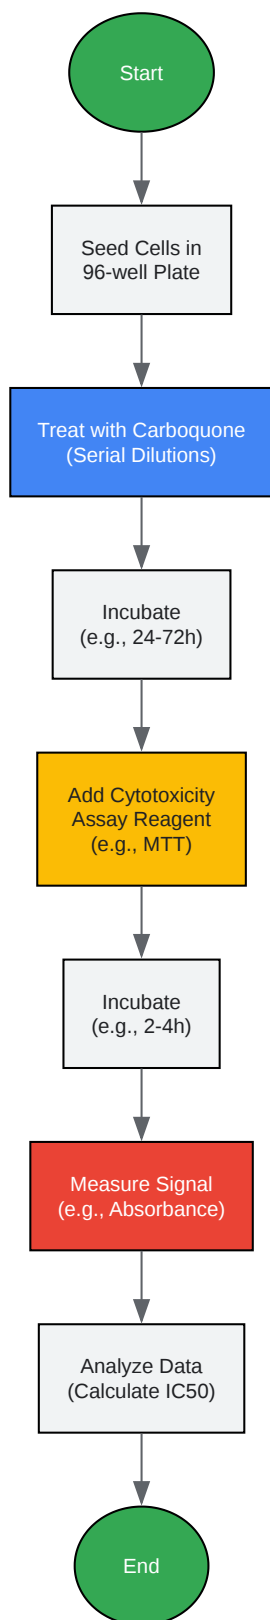 Start
Seed Cells in
96-well Plate
Treat with Carboquone
(Serial Dilutions)
Incubate
(e.g., 24-72h)
Add Cytotoxicity
Assay Reagent
(e.g., MTT)
Incubate
(e.g., 2-4h)
Measure Signal
(e.g., Absorbance)
Analyze Data
(Calculate IC50)
End